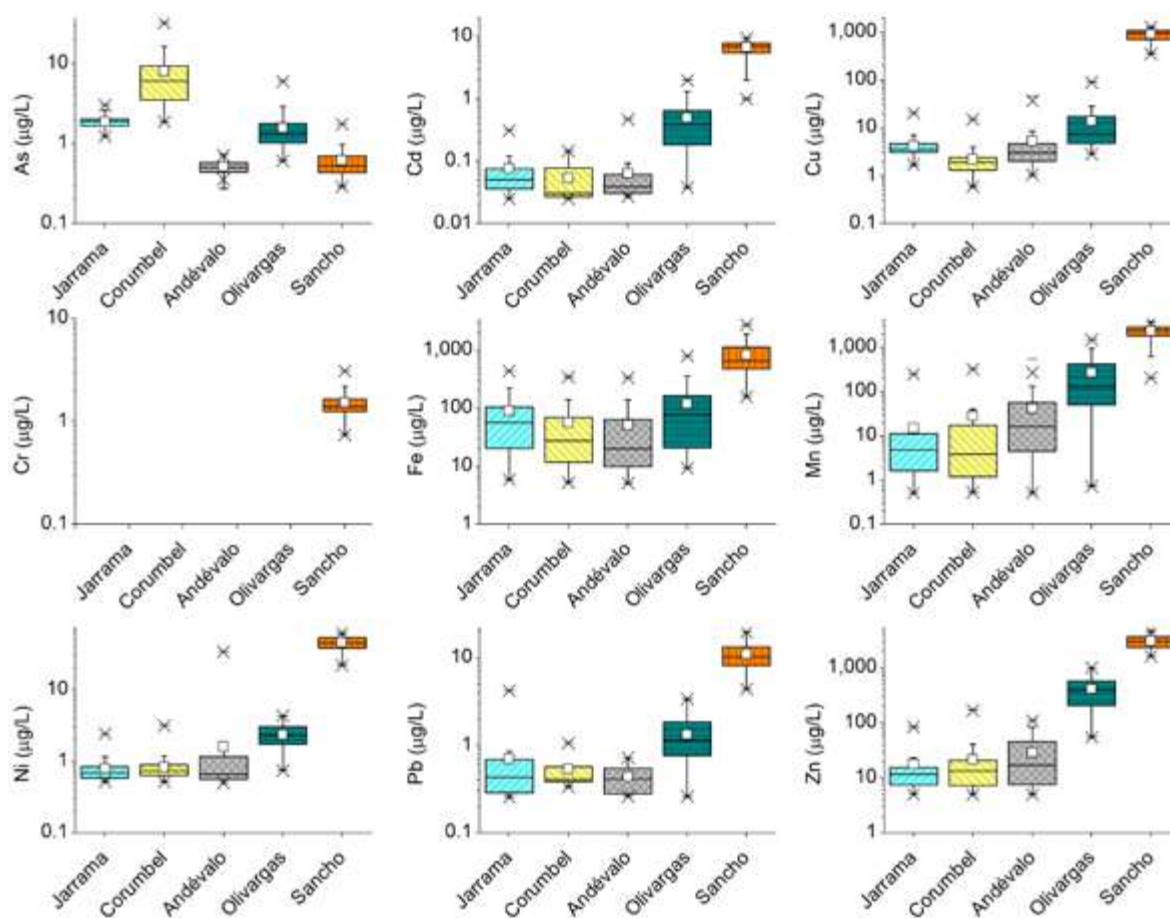 As (µg/L)
10
1
0.1
Jarrama
Corumbel
Andévalo
Olivargas
Sancho
Cd (µg/L)
10
1
0.1
0.01
Jarrama
Corumbel
Andévalo
Olivargas
Sancho
Cu (µg/L)
1,000
100
10
1
0.1
Jarrama
Corumbel
Andévalo
Olivargas
Sancho
Cr (µg/L)
10
1
0.1
Jarrama
Corumbel
Andévalo
Olivargas
Sancho
Fe (µg/L)
1,000
100
10
1
Jarrama
Corumbel
Andévalo
Olivargas
Sancho
Mn (µg/L)
1,000
100
10
1
0.1
Jarrama
Corumbel
Andévalo
Olivargas
Sancho
Ni (µg/L)
10
1
0.1
Jarrama
Corumbel
Andévalo
Olivargas
Sancho
Pb (µg/L)
10
1
0.1
Jarrama
Corumbel
Andévalo
Olivargas
Sancho
Zn (µg/L)
1,000
100
10
1
Jarrama
Corumbel
Andévalo
Olivargas
Sancho